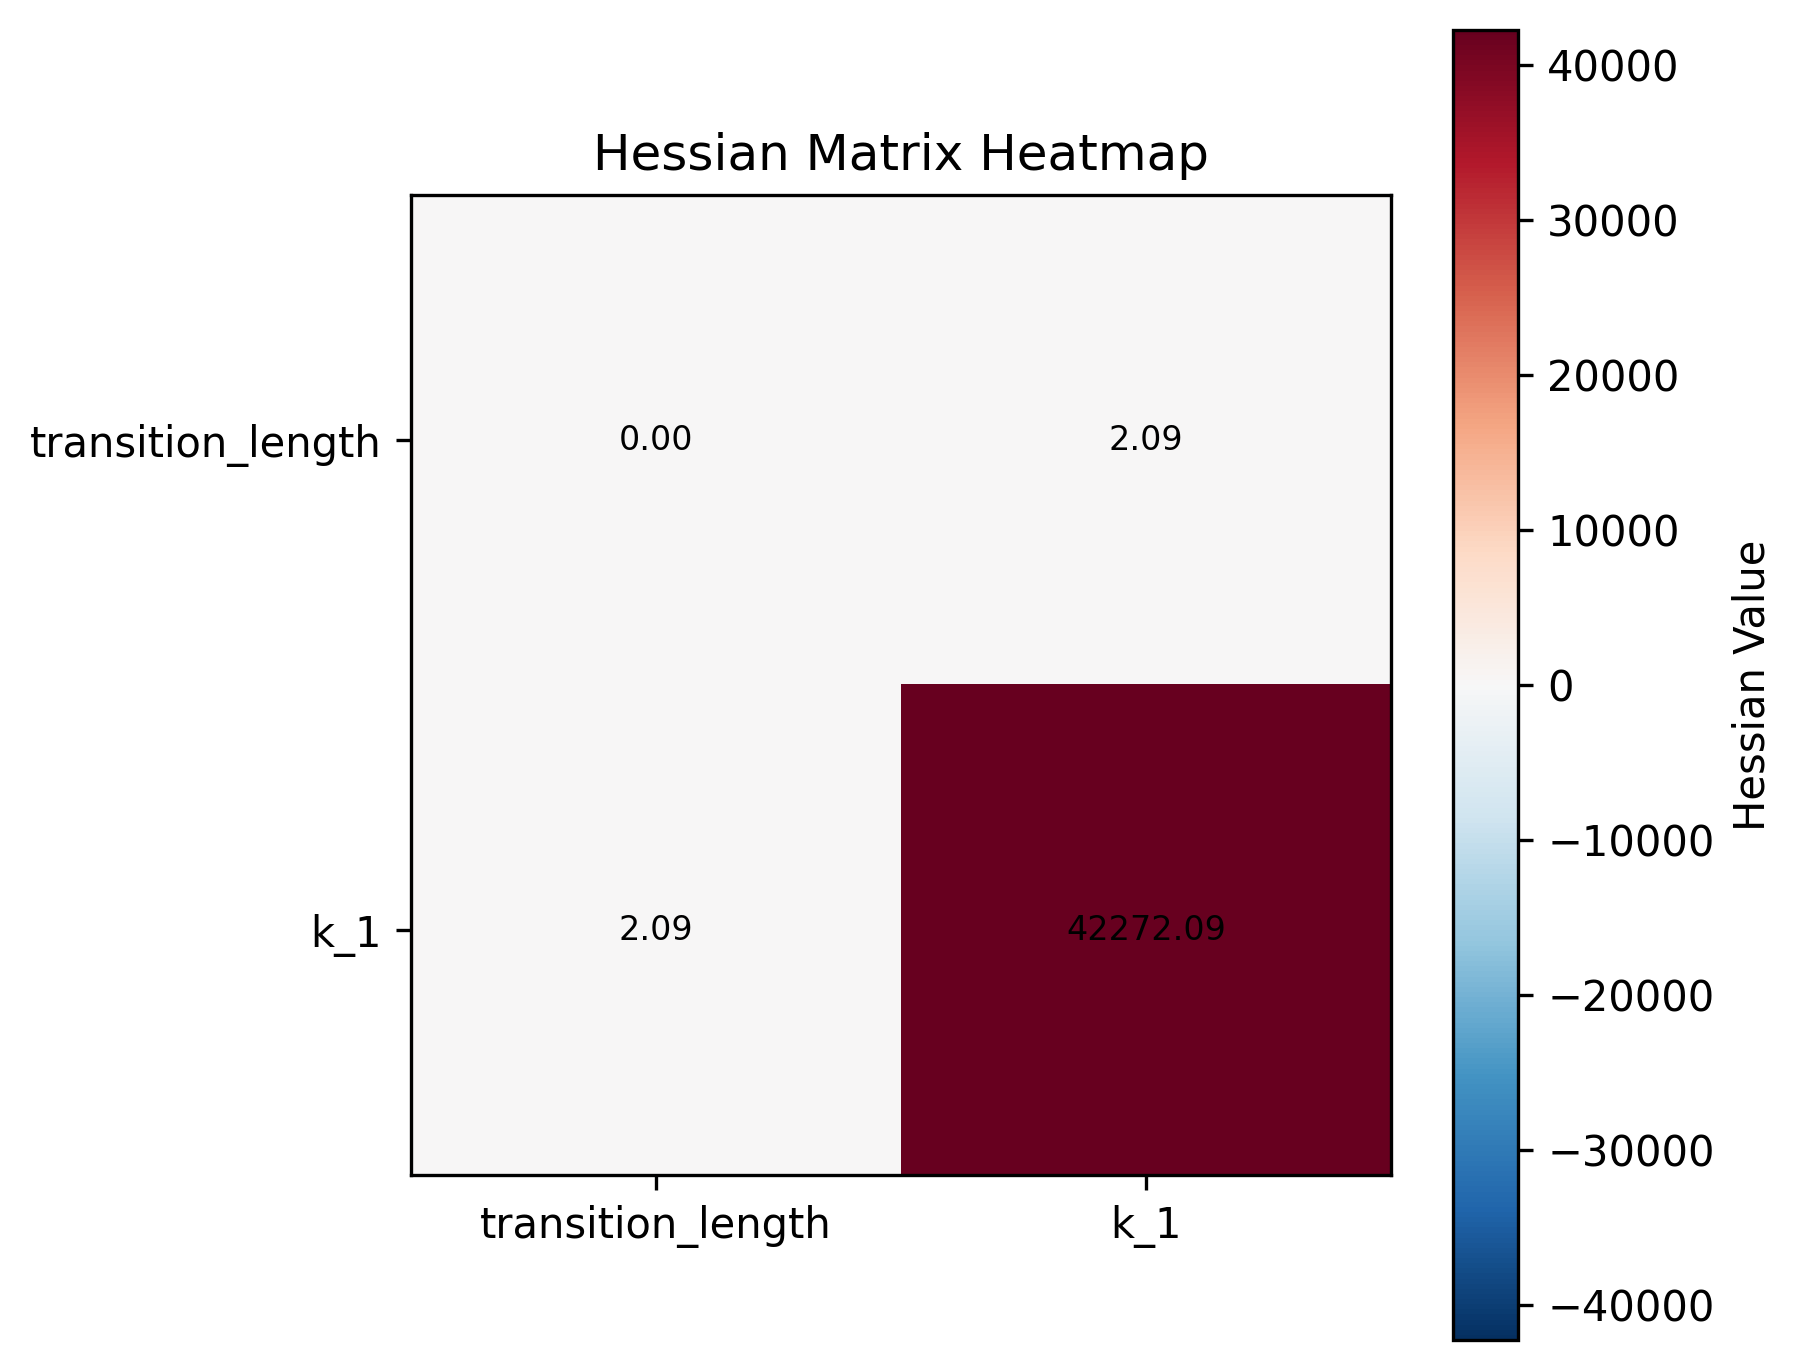 Hessian Matrix Heatmap
transition_length
k_1
0.00
2.09
2.09
42272.09
transition_length
k_1
40000
30000
20000
10000
0
−10000
−20000
−30000
−40000
Hessian Value